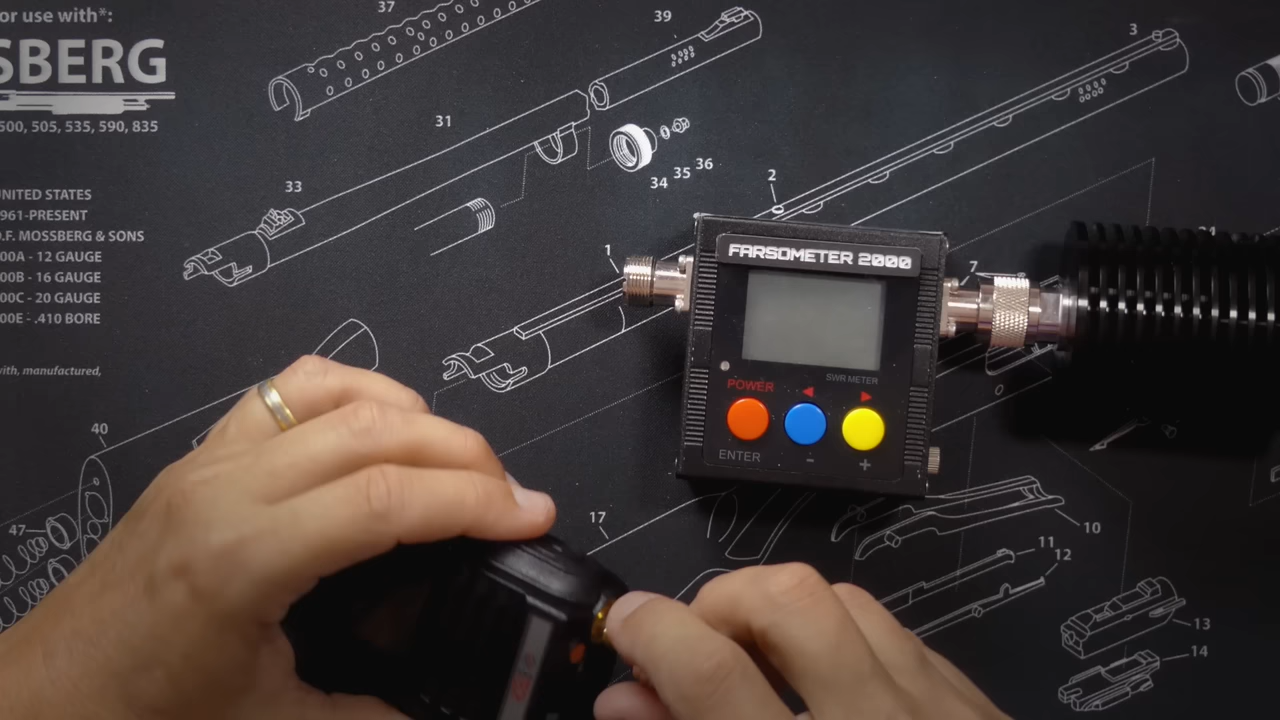 or use with*:
SBERG
500, 505, 535, 590, 835
UNITED STATES
961-PRESENT
O.F. MOSSBERG & SONS
00A - 12 GAUGE
00B - 16 GAUGE
00C - 20 GAUGE
00E - .410 BORE
with, manufactured,
37
39
3
31
34 35 36
33
2
1
7
40
47
17
10
11
12
13
14
FARSOMETER 2000
SWR METER
POWER
ENTER
-
+